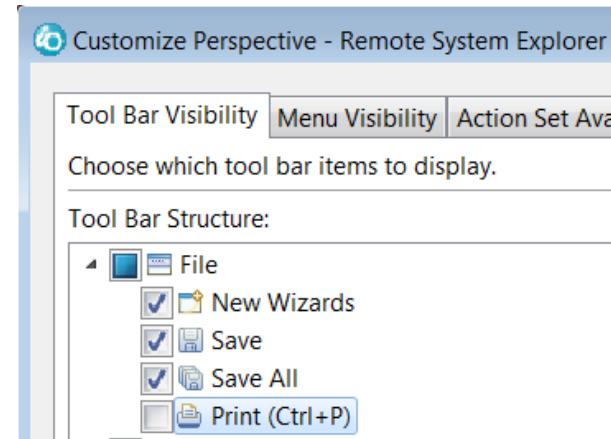 Customize Perspective - Remote System Explorer
Tool Bar Visibility Menu Visibility Action Set
Choose which tool bar items to display.
Tool Bar Structure:
File
New Wizards
Save
Save All
Print (Ctrl+P)